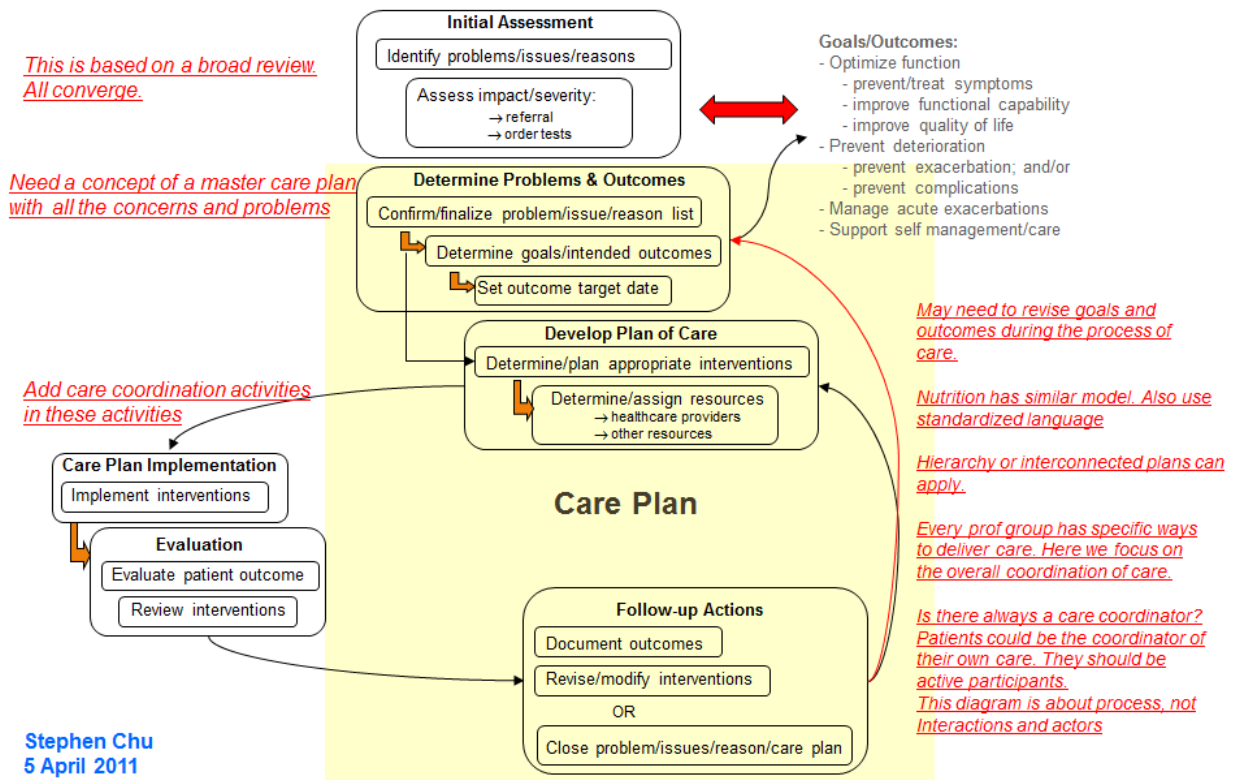 Initial Assessment
Identify problems/issues/reasons
Assess impact/severity:
→ referral
→ order tests
This is based on a broad review.
All converge.
Goals/Outcomes:
- Optimize function
- prevent/treat symptoms
- improve functional capability
- improve quality of life
- Prevent deterioration
- prevent exacerbation; and/or
- prevent complications
- Manage acute exacerbations
- Support self management/care
Need a concept of a master care plan
with all the concerns and problems
Determine Problems & Outcomes
Confirm/finalize problem/issue/reason list
Determine goals/intended outcomes
Set outcome target date
Develop Plan of Care
Determine/plan appropriate interventions
Determine/assign resources
→ healthcare providers
→ other resources
Add care coordination activities
in these activities
Care Plan Implementation
Implement interventions
Evaluation
Evaluate patient outcome
Review interventions
Care Plan
Follow-up Actions
Document outcomes
Revise/modify interventions
OR
Close problem/issues/reason/care plan
May need to revise goals and
outcomes during the process of
care.
Nutrition has similar model. Also use
standardized language
Hierarchy or interconnected plans can
apply.
Every prof group has specific ways
to deliver care. Here we focus on
the overall coordination of care.
Is there always a care coordinator?
Patients could be the coordinator of
their own care. They should be
active participants.
This diagram is about process, not
Interactions and actors
Stephen Chu
5 April 2011